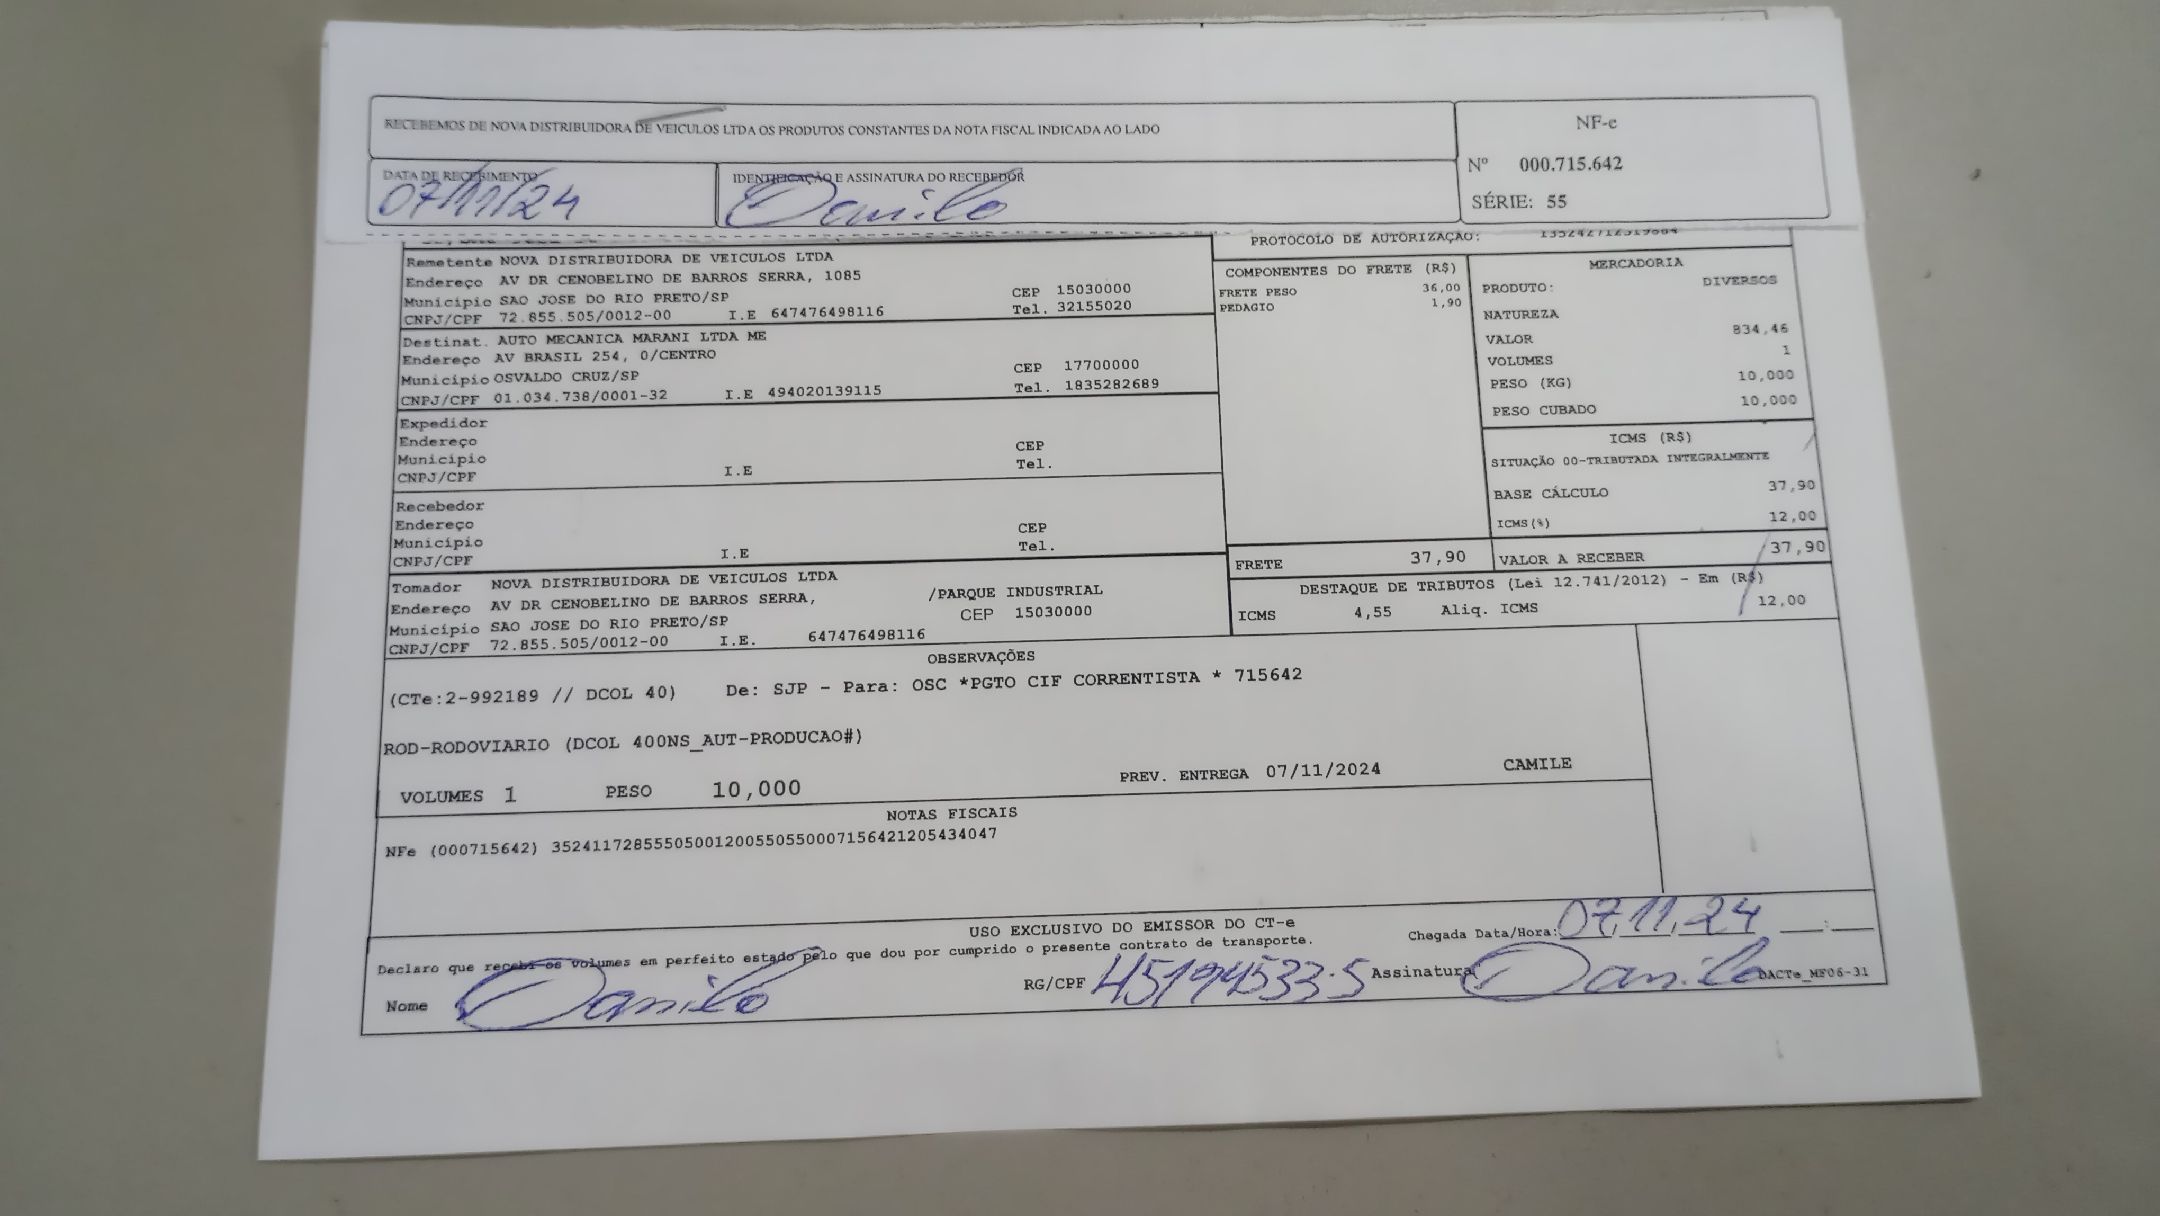 RECEBEMOS DE NOVA DISTRIBUIDORA DE VEICULOS LTDA OS PRODUTOS CONSTANTES DA NOTA FISCAL INDICADA AO LADO
NF-e
Nº 000.715.642
SÉRIE: 55
DATA DE RECEBIMENTO
07/11/24
IDENTIFICAÇÃO E ASSINATURA DO RECEBEDOR
Danilo
PROTOCOLO DE AUTORIZAÇÃO:
Remetente NOVA DISTRIBUIDORA DE VEICULOS LTDA
Endereço AV DR CENOBELINO DE BARROS SERRA, 1085
Município SAO JOSE DO RIO PRETO/SP CEP 15030000
CNPJ/CPF 72.855.505/0012-00 I.E 647476498116 Tel. 32155020
Destinat. AUTO MECANICA MARANI LTDA ME
Endereço AV BRASIL 254, 0/CENTRO
Município OSVALDO CRUZ/SP CEP 17700000
CNPJ/CPF 01.034.738/0001-32 I.E 494020139115 Tel. 1835282689
Expedidor
Endereço
Município CEP
CNPJ/CPF I.E Tel.
Recebedor
Endereço
Município CEP
CNPJ/CPF I.E Tel.
Tomador NOVA DISTRIBUIDORA DE VEICULOS LTDA
Endereço AV DR CENOBELINO DE BARROS SERRA, /PARQUE INDUSTRIAL
Município SAO JOSE DO RIO PRETO/SP CEP 15030000
CNPJ/CPF 72.855.505/0012-00 I.E. 647476498116
COMPONENTES DO FRETE (R$)
FRETE PESO 36,00
PEDAGIO 1,90
MERCADORIA
PRODUTO: DIVERSOS
NATUREZA
VALOR 834,46
VOLUMES 1
PESO (KG) 10,000
PESO CUBADO 10,000
ICMS (R$)
SITUAÇÃO 00-TRIBUTADA INTEGRALMENTE
BASE CÁLCULO 37,90
ICMS(%) 12,00
FRETE 37,90 VALOR A RECEBER 37,90
DESTAQUE DE TRIBUTOS (Lei 12.741/2012) - Em (R$)
ICMS 4,55 Aliq. ICMS 12,00
OBSERVAÇÕES
(CTe:2-992189 // DCOL 40) De: SJP - Para: OSC *PGTO CIF CORRENTISTA * 715642
ROD-RODOVIARIO (DCOL 400NS_AUT-PRODUCAO#)
VOLUMES 1 PESO 10,000 PREV. ENTREGA 07/11/2024 CAMILE
NOTAS FISCAIS
NFe (000715642) 35241172855505001200550550007156421205434047
USO EXCLUSIVO DO EMISSOR DO CT-e
Declaro que recebi os volumes em perfeito estado pelo que dou por cumprido o presente contrato de transporte.
Chegada Data/Hora: 07,11,24 ___:___
Nome Danilo RG/CPF 45194533-5 Assinatura Danilo DACTe_MF06-31